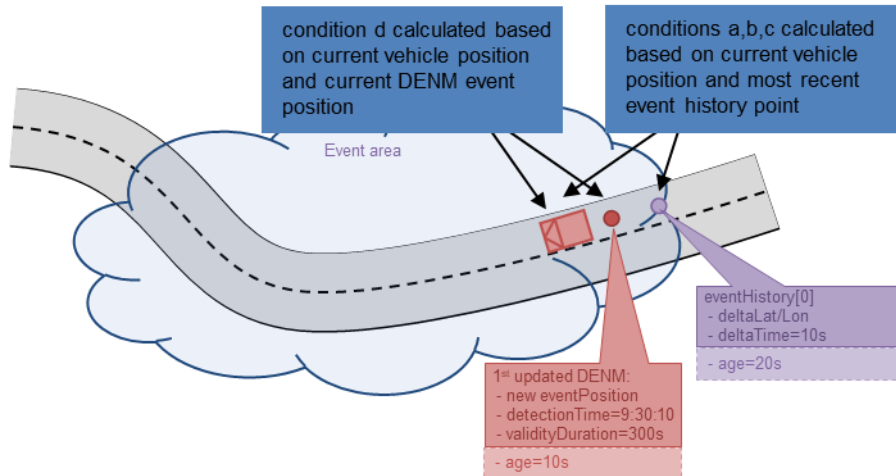 condition d calculated based
on current vehicle position
and current DENM event
position
conditions a,b,c calculated
based on current vehicle
position and most recent
event history point
Event area
eventHistory[0]
- deltaLat/Lon
- deltaTime=10s
- age=20s
1st updated DENM:
- new eventPosition
- detectionTime=9:30:10
- validityDuration=300s
- age=10s